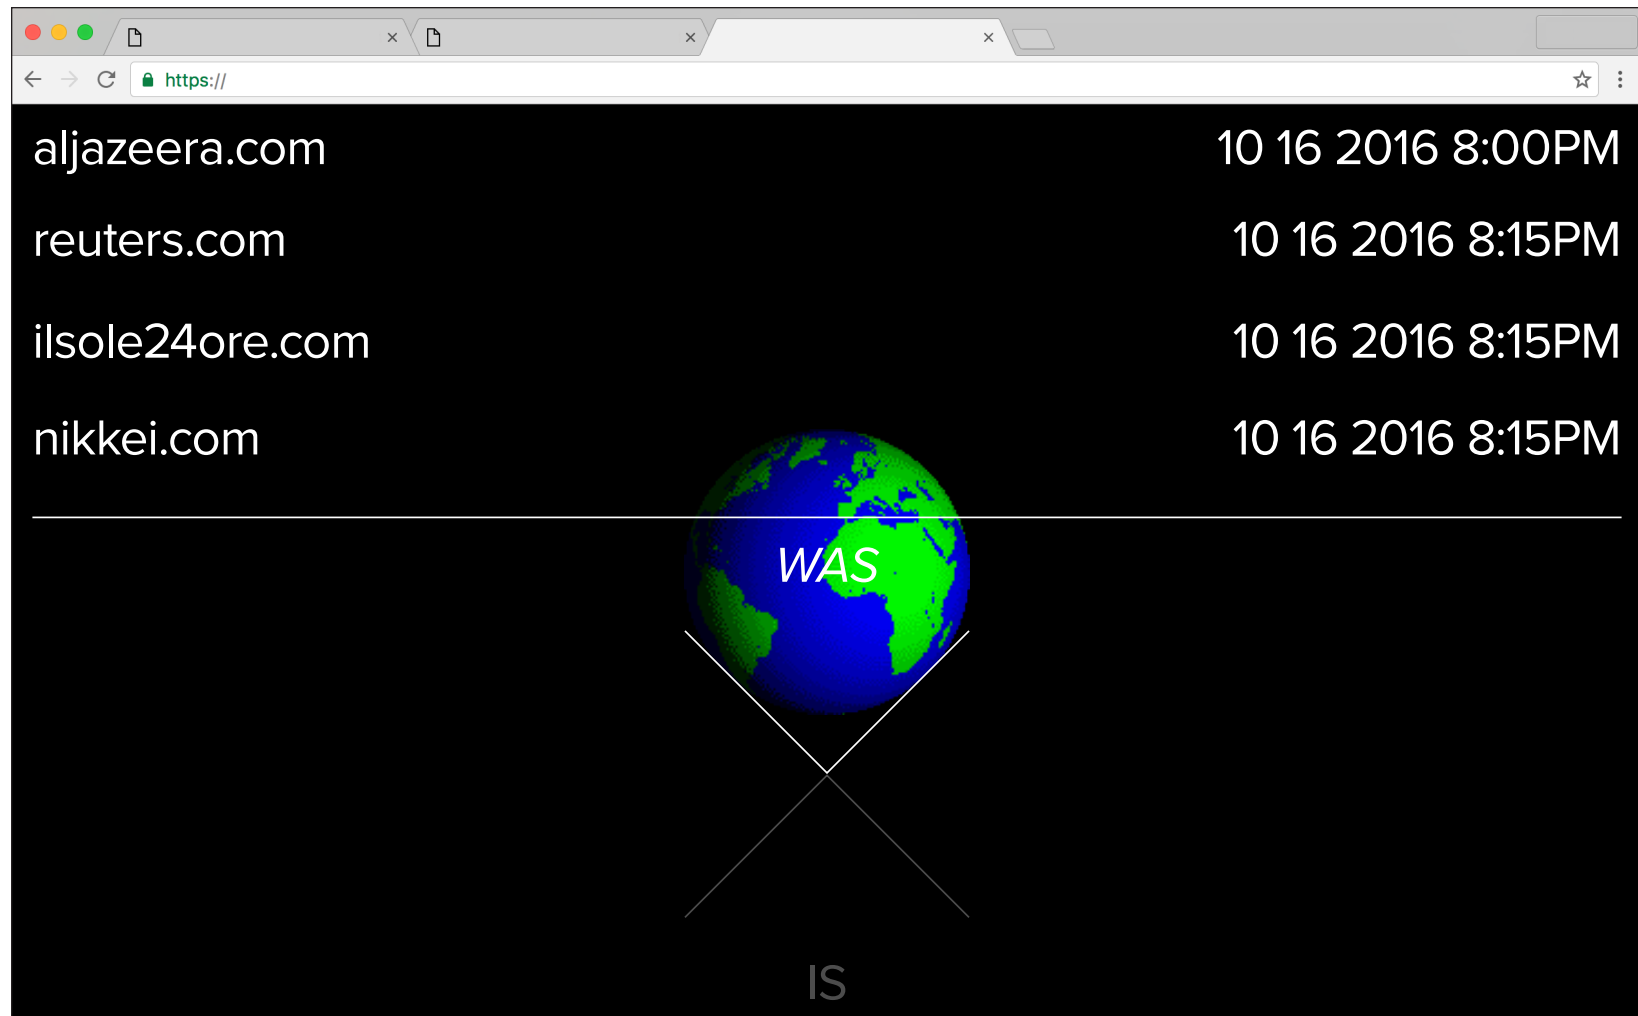 https://
aljazeera.com 10 16 2016 8:00PM
reuters.com 10 16 2016 8:15PM
ilsole24ore.com 10 16 2016 8:15PM
nikkei.com 10 16 2016 8:15PM
WAS
IS